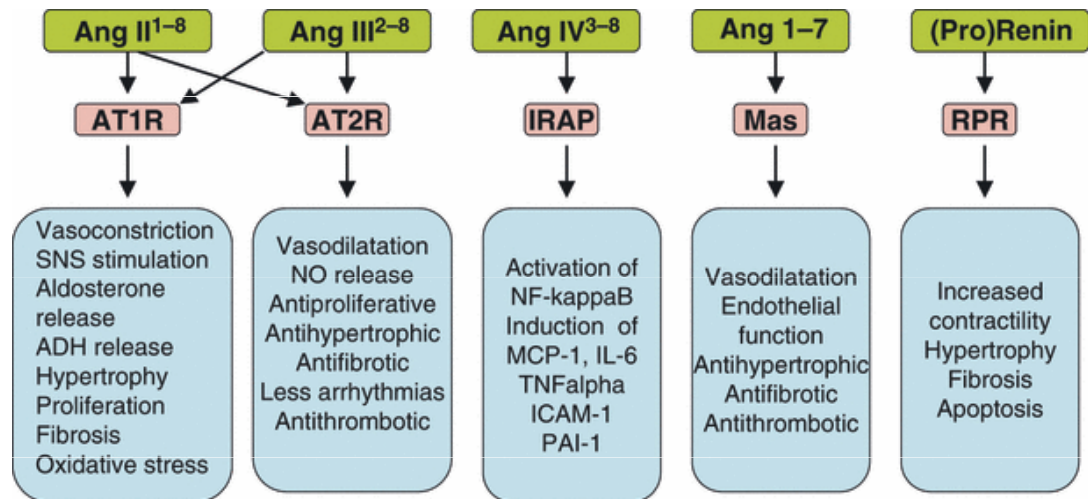 Ang II1–8
Ang III2–8
Ang IV3–8
Ang 1–7
(Pro)Renin
AT1R
AT2R
IRAP
Mas
RPR
Vasoconstriction
SNS stimulation
Aldosterone
release
ADH release
Hypertrophy
Proliferation
Fibrosis
Oxidative stress
Vasodilatation
NO release
Antiproliferative
Antihypertrophic
Antifibrotic
Less arrhythmias
Antithrombotic
Activation of
NF-kappaB
Induction of
MCP-1, IL-6
TNFalpha
ICAM-1
PAI-1
Vasodilatation
Endothelial
function
Antihypertrophic
Antifibrotic
Antithrombotic
Increased
contractility
Hypertrophy
Fibrosis
Apoptosis